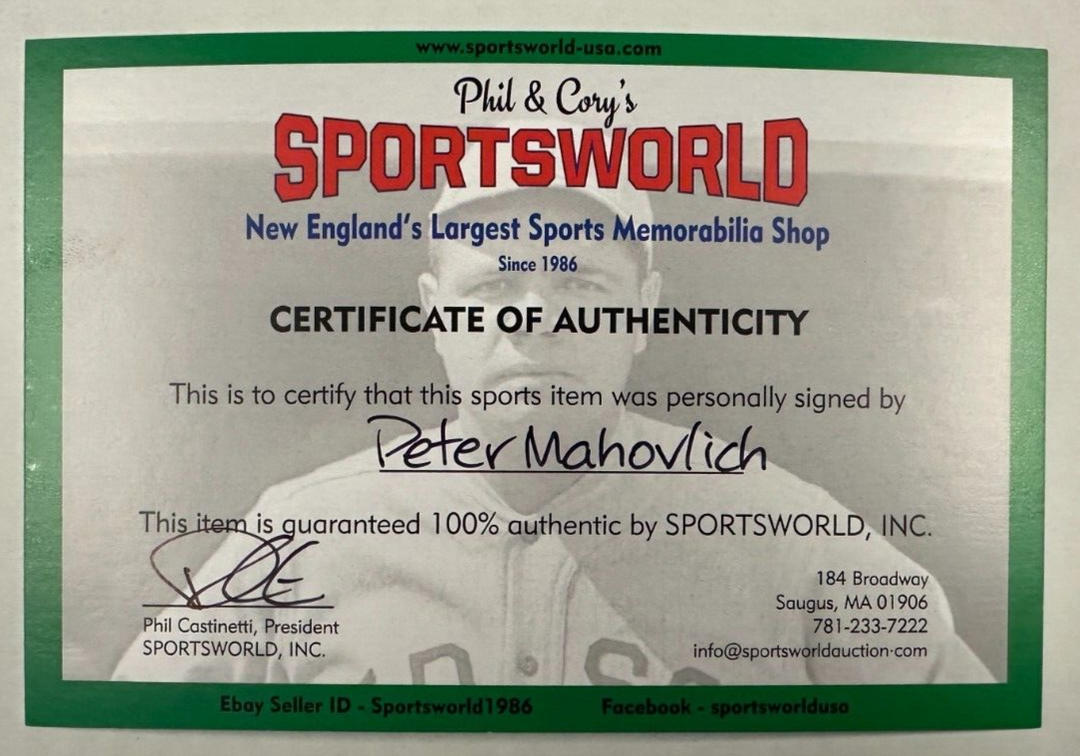 www.sportsworld-usa.com
Phil & Cory's
SPORTSWORLD
New England's Largest Sports Memorabilia Shop
Since 1986
CERTIFICATE OF AUTHENTICITY
This is to certify that this sports item was personally signed by
Peter Mahovlich
This item is guaranteed 100% authentic by SPORTSWORLD, INC.
Phil Castinetti, President
SPORTSWORLD, INC.
184 Broadway
Saugus, MA 01906
781-233-7222
info@sportsworldauction·com
Ebay Seller ID - Sportsworld1986 Facebook - sportsworldusa